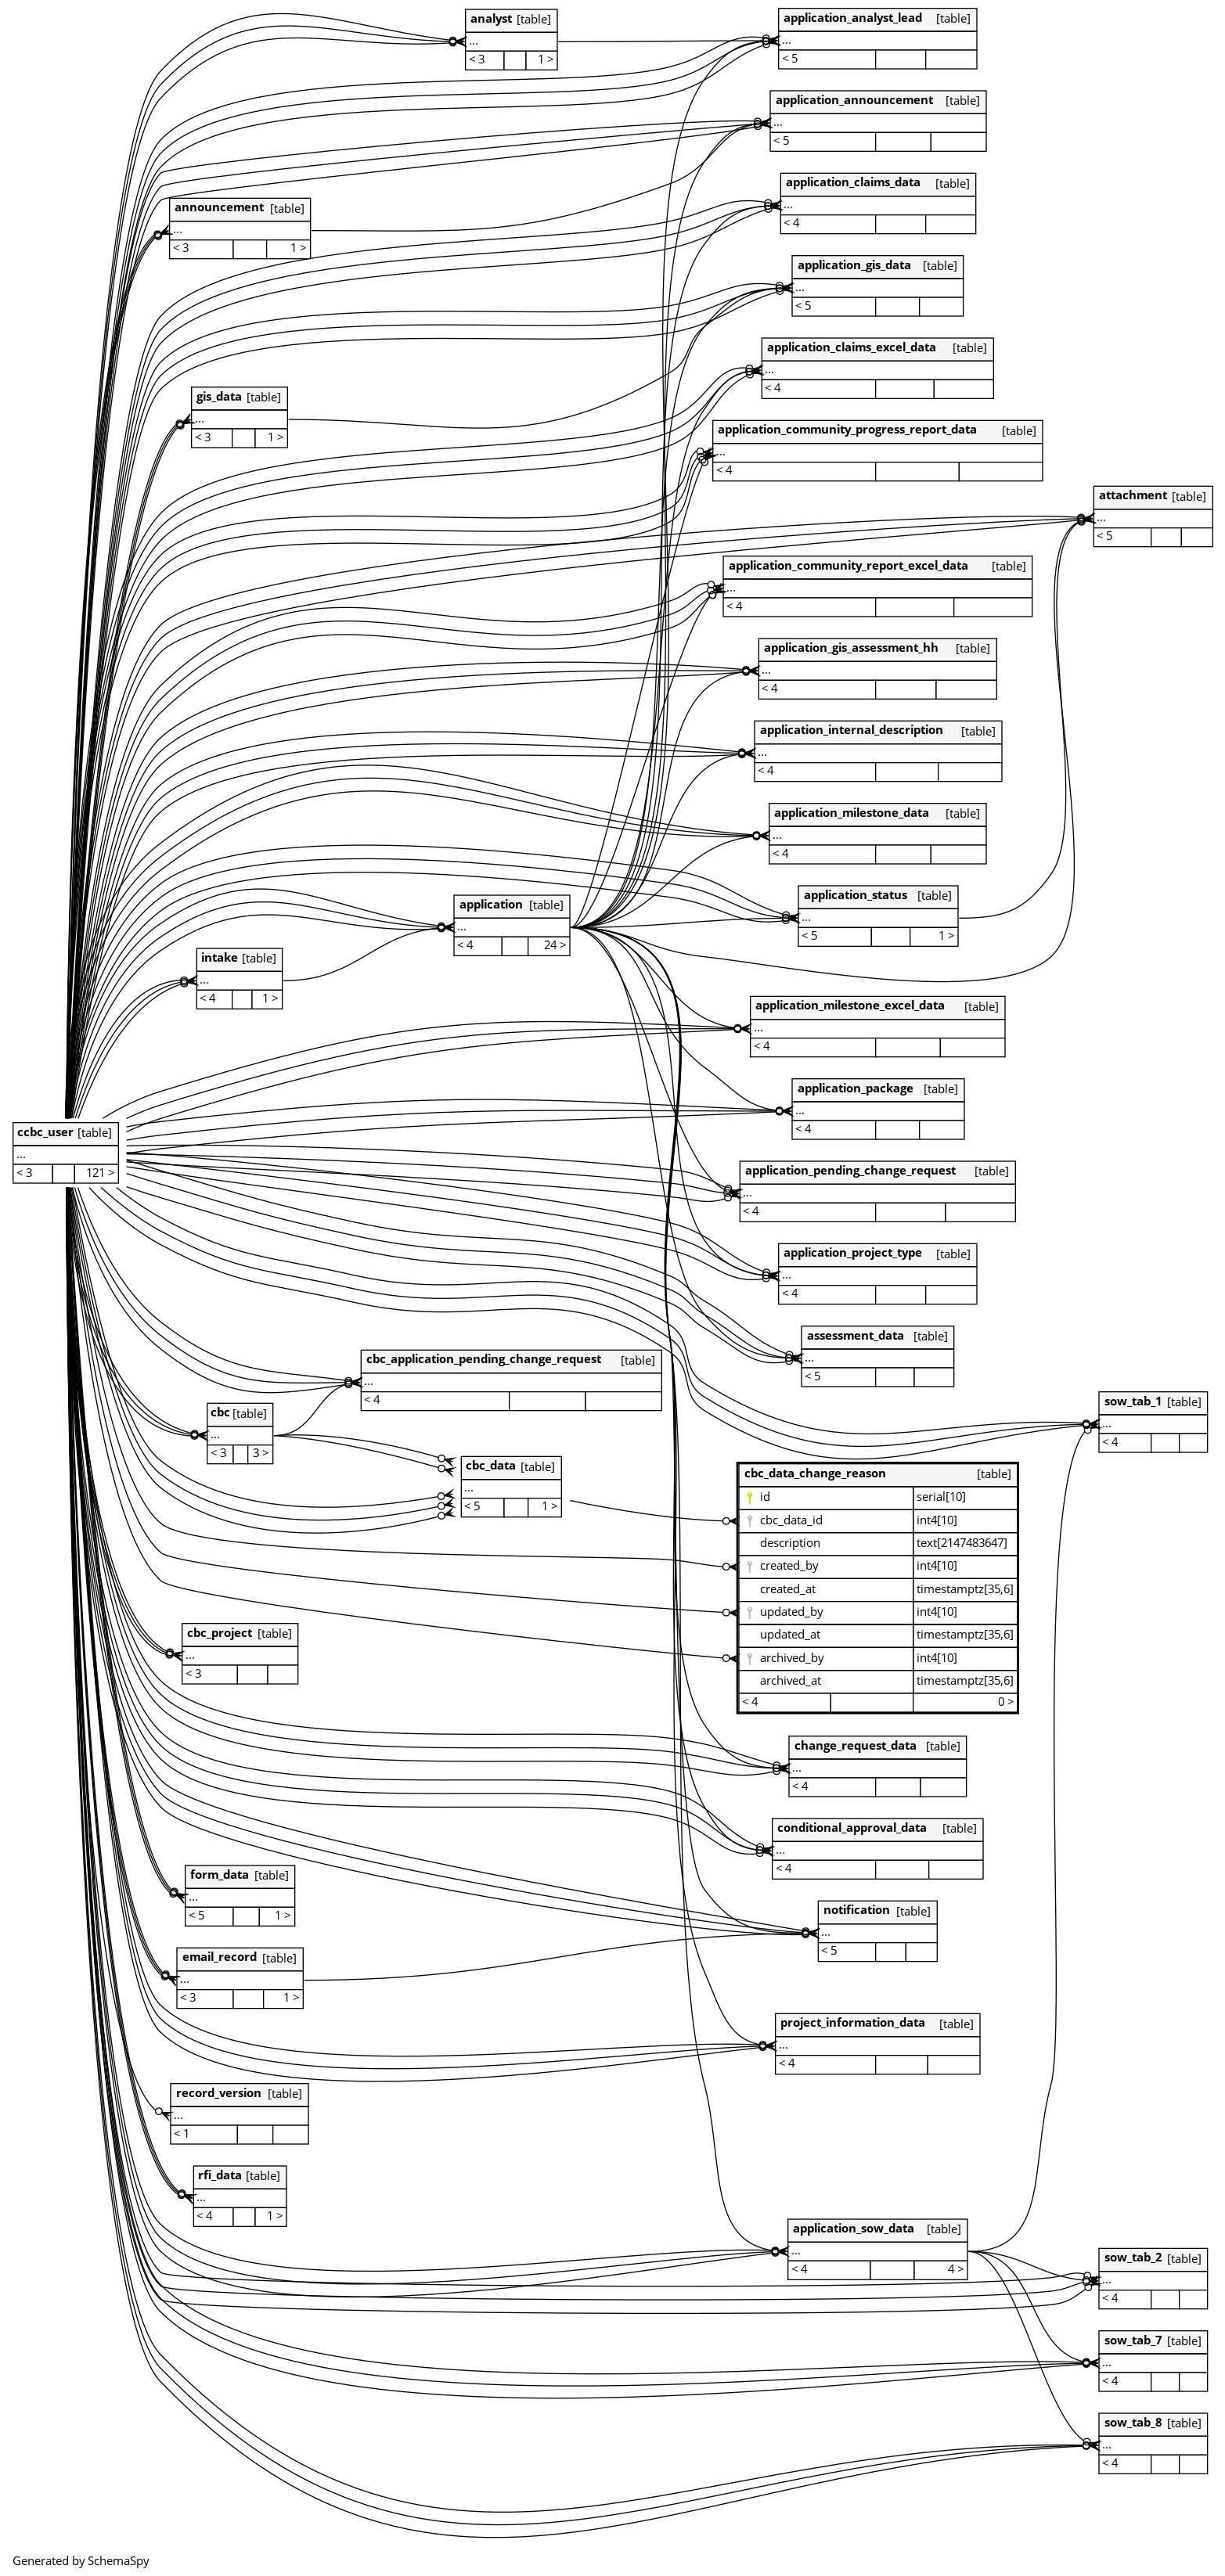 analyst [table]
...
< 3 1 >
application_analyst_lead [table]
...
< 5
application_announcement [table]
...
< 5
application_claims_data [table]
...
< 4
announcement [table]
...
< 3 1 >
application_gis_data [table]
...
< 5
application_claims_excel_data [table]
...
< 4
gis_data [table]
...
< 3 1 >
application_community_progress_report_data [table]
...
< 4
attachment [table]
...
< 5
application_community_report_excel_data [table]
...
< 4
application_gis_assessment_hh [table]
...
< 4
application_internal_description [table]
...
< 4
application_milestone_data [table]
...
< 4
application_status [table]
...
< 5 1 >
application [table]
...
< 4 24 >
intake [table]
...
< 4 1 >
application_milestone_excel_data [table]
...
< 4
application_package [table]
...
< 4
ccbc_user [table]
...
< 3 121 >
application_pending_change_request [table]
...
< 4
application_project_type [table]
...
< 4
assessment_data [table]
...
< 5
cbc_application_pending_change_request [table]
...
< 4
sow_tab_1 [table]
...
< 4
cbc [table]
...
< 3 3 >
cbc_data [table]
...
< 5 1 >
cbc_data_change_reason [table]
id serial[10]
cbc_data_id int4[10]
description text[2147483647]
created_by int4[10]
created_at timestamptz[35,6]
updated_by int4[10]
updated_at timestamptz[35,6]
archived_by int4[10]
archived_at timestamptz[35,6]
< 4 0 >
cbc_project [table]
...
< 3
change_request_data [table]
...
< 4
conditional_approval_data [table]
...
< 4
form_data [table]
...
< 5 1 >
notification [table]
...
< 5
email_record [table]
...
< 3 1 >
project_information_data [table]
...
< 4
record_version [table]
...
< 1
rfi_data [table]
...
< 4 1 >
application_sow_data [table]
...
< 4 4 >
sow_tab_2 [table]
...
< 4
sow_tab_7 [table]
...
< 4
sow_tab_8 [table]
...
< 4
Generated by SchemaSpy